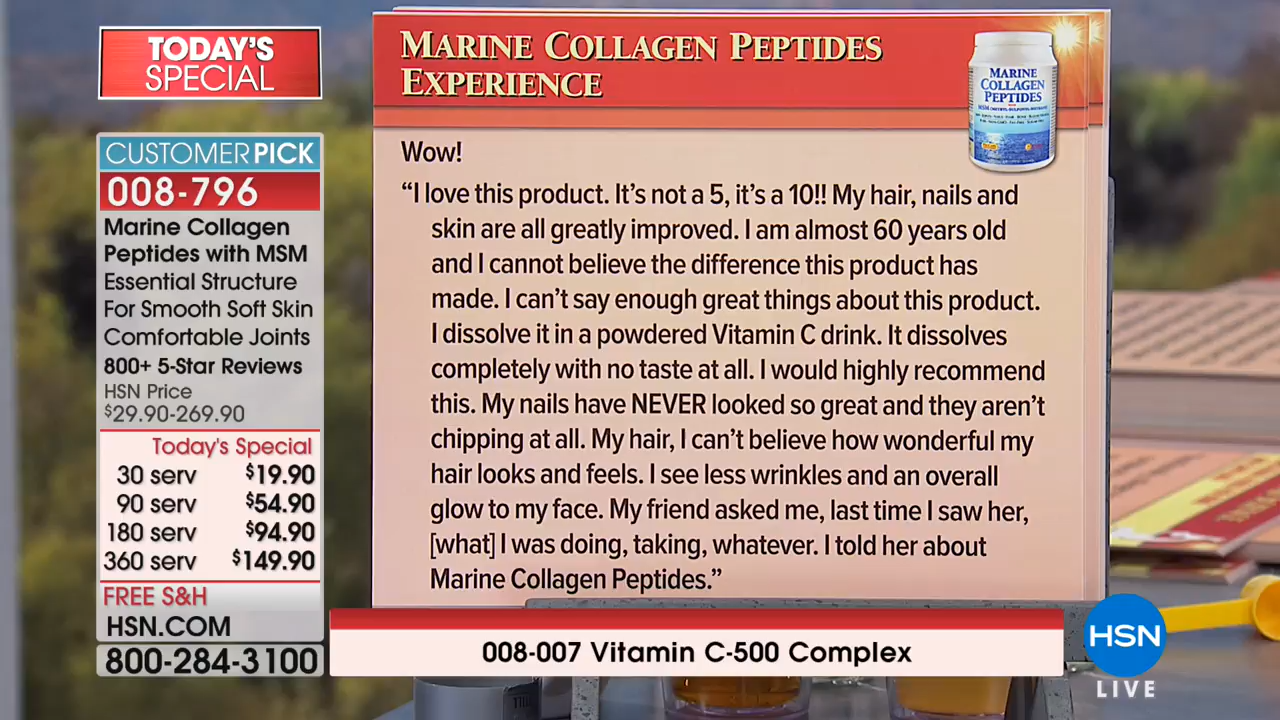 TODAY'S
SPECIAL
CUSTOMER PICK
008-796
Marine Collagen
Peptides with MSM
Essential Structure
For Smooth Soft Skin
Comfortable Joints
800+ 5-Star Reviews
HSN Price
$29.90-269.90
Today's Special
30 serv $19.90
90 serv $54.90
180 serv $94.90
360 serv $149.90
FREE S&H
HSN.COM
800-284-3100
MARINE COLLAGEN PEPTIDES
EXPERIENCE
MARINE
COLLAGEN
PEPTIDES
Wow!
“I love this product. It’s not a 5, it’s a 10!! My hair, nails and
skin are all greatly improved. I am almost 60 years old
and I cannot believe the difference this product has
made. I can’t say enough great things about this product.
I dissolve it in a powdered Vitamin C drink. It dissolves
completely with no taste at all. I would highly recommend
this. My nails have NEVER looked so great and they aren’t
chipping at all. My hair, I can’t believe how wonderful my
hair looks and feels. I see less wrinkles and an overall
glow to my face. My friend asked me, last time I saw her,
[what] I was doing, taking, whatever. I told her about
Marine Collagen Peptides.”
008-007 Vitamin C-500 Complex
HSN
LIVE